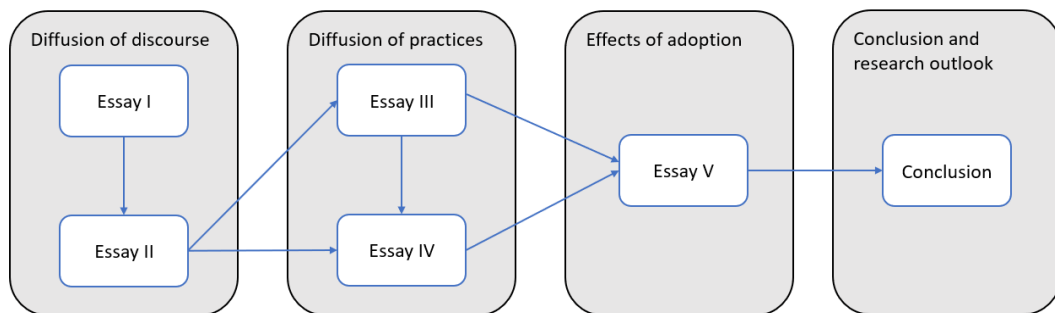 Diffusion of discourse
Essay I
Essay II
Diffusion of practices
Essay III
Essay IV
Effects of adoption
Essay V
Conclusion and
research outlook
Conclusion